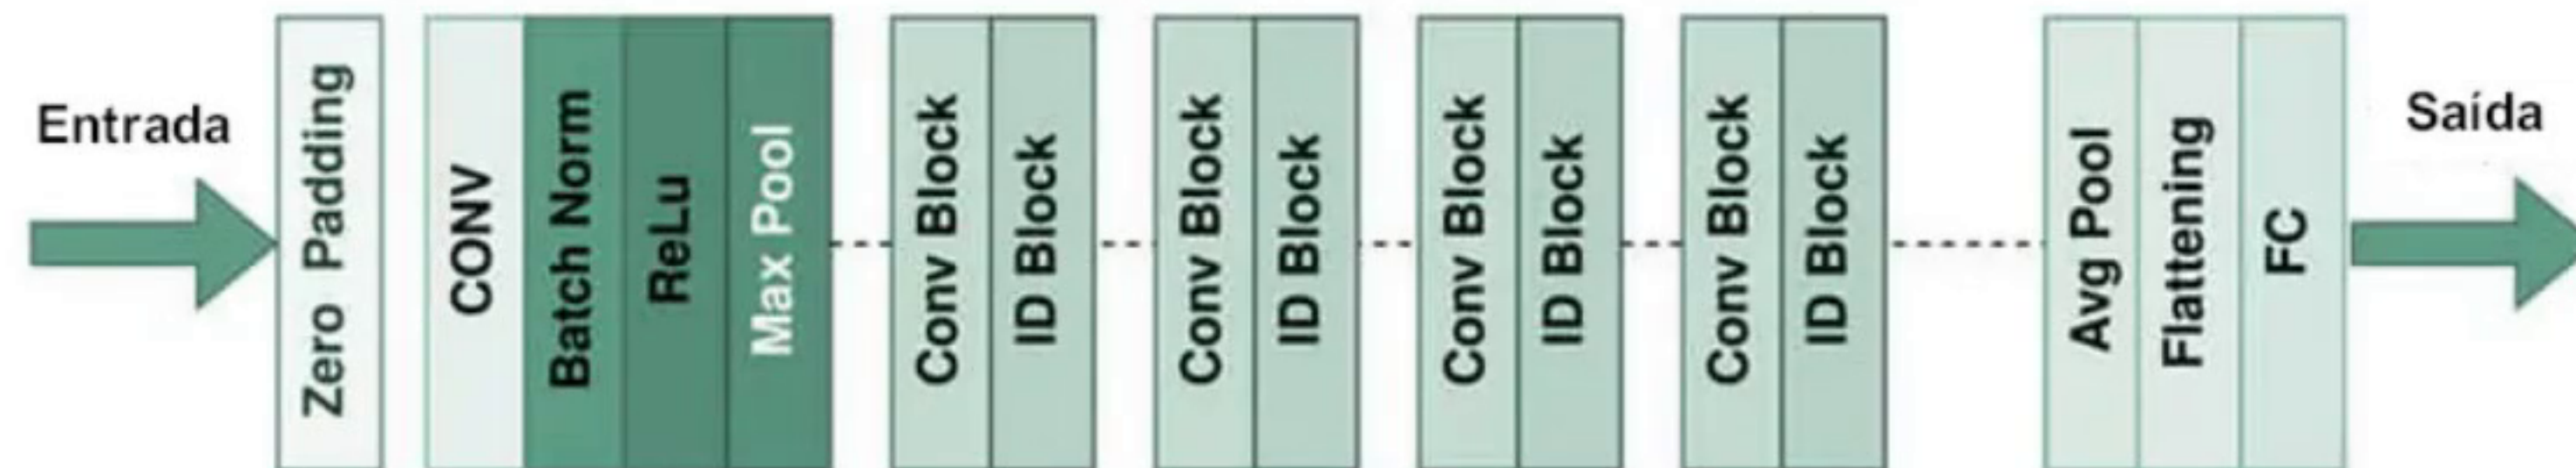 Entrada
Zero Padding
CONV
Batch Norm
ReLu
Max Pool
Conv Block
ID Block
Conv Block
ID Block
Conv Block
ID Block
Conv Block
ID Block
Avg Pool
Flattening
FC
Saída